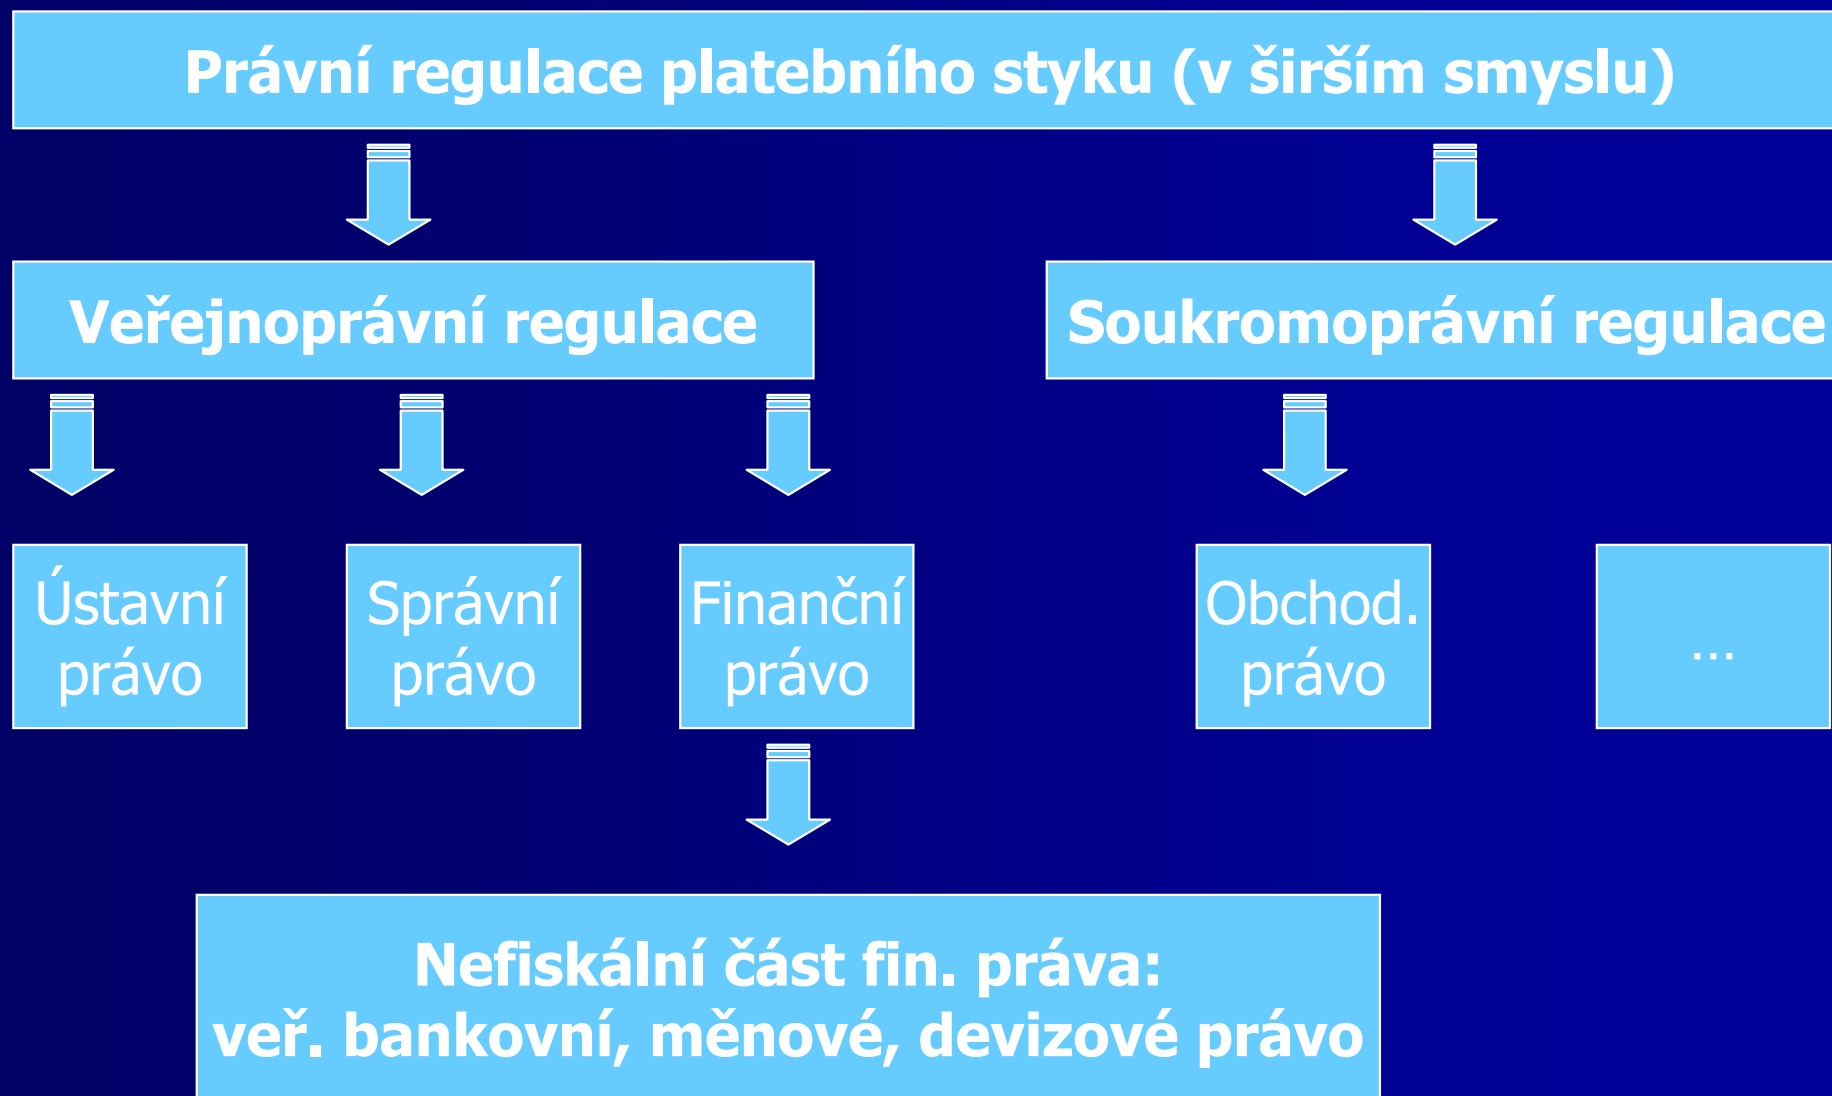 Právní regulace platebního styku (v širším smyslu)
Veřejnoprávní regulace
Soukromoprávní regulace
Ústavní
právo
Správní
právo
Finanční
právo
Obchod.
právo
...
Nefiskální část fin. práva:
veř. bankovní, měnové, devizové právo